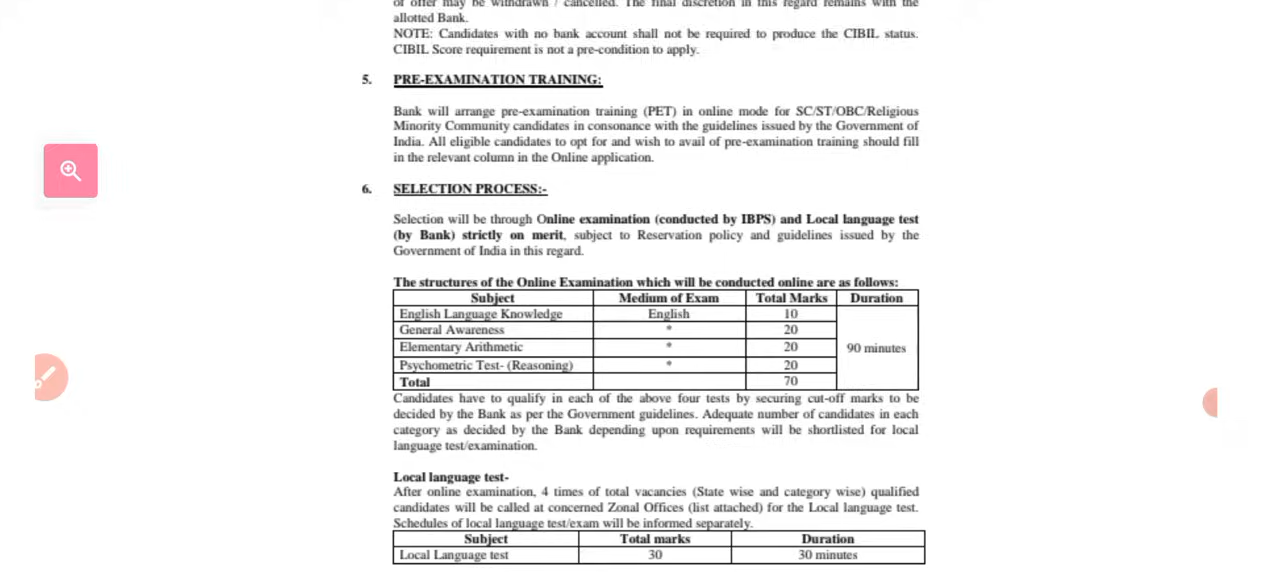 of offer may be withdrawn / cancelled. The final discretion in this regard remains with the
allotted Bank.
NOTE: Candidates with no bank account shall not be required to produce the CIBIL status.
CIBIL Score requirement is not a pre-condition to apply.
5. PRE-EXAMINATION TRAINING:
Bank will arrange pre-examination training (PET) in online mode for SC/ST/OBC/Religious
Minority Community candidates in consonance with the guidelines issued by the Government of
India. All eligible candidates to opt for and wish to avail of pre-examination training should fill
in the relevant column in the Online application.
6. SELECTION PROCESS:-
Selection will be through Online examination (conducted by IBPS) and Local language test
(by Bank) strictly on merit, subject to Reservation policy and guidelines issued by the
Government of India in this regard.
The structures of the Online Examination which will be conducted online are as follows:
Subject Medium of Exam Total Marks Duration
English Language Knowledge English 10
General Awareness * 20
Elementary Arithmetic * 20 90 minutes
Psychometric Test- (Reasoning) * 20
Total 70
Candidates have to qualify in each of the above four tests by securing cut-off marks to be
decided by the Bank as per the Government guidelines. Adequate number of candidates in each
category as decided by the Bank depending upon requirements will be shortlisted for local
language test/examination.
Local language test-
After online examination, 4 times of total vacancies (State wise and category wise) qualified
candidates will be called at concerned Zonal Offices (list attached) for the Local language test.
Schedules of local language test/exam will be informed separately.
Subject Total marks Duration
Local Language test 30 30 minutes